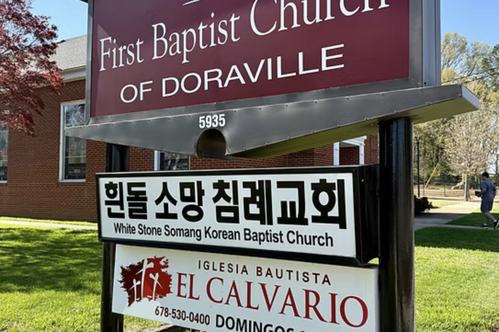 First Baptist Church
OF DORAVILLE
5935
흰돌 소망 침례교회
White Stone Somang Korean Baptist Church
IGLESIA BAUTISTA
EL CALVARIO
678-530-0400 DOMINGOS